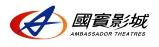 國賓影城
AMBASSADOR THEATRES